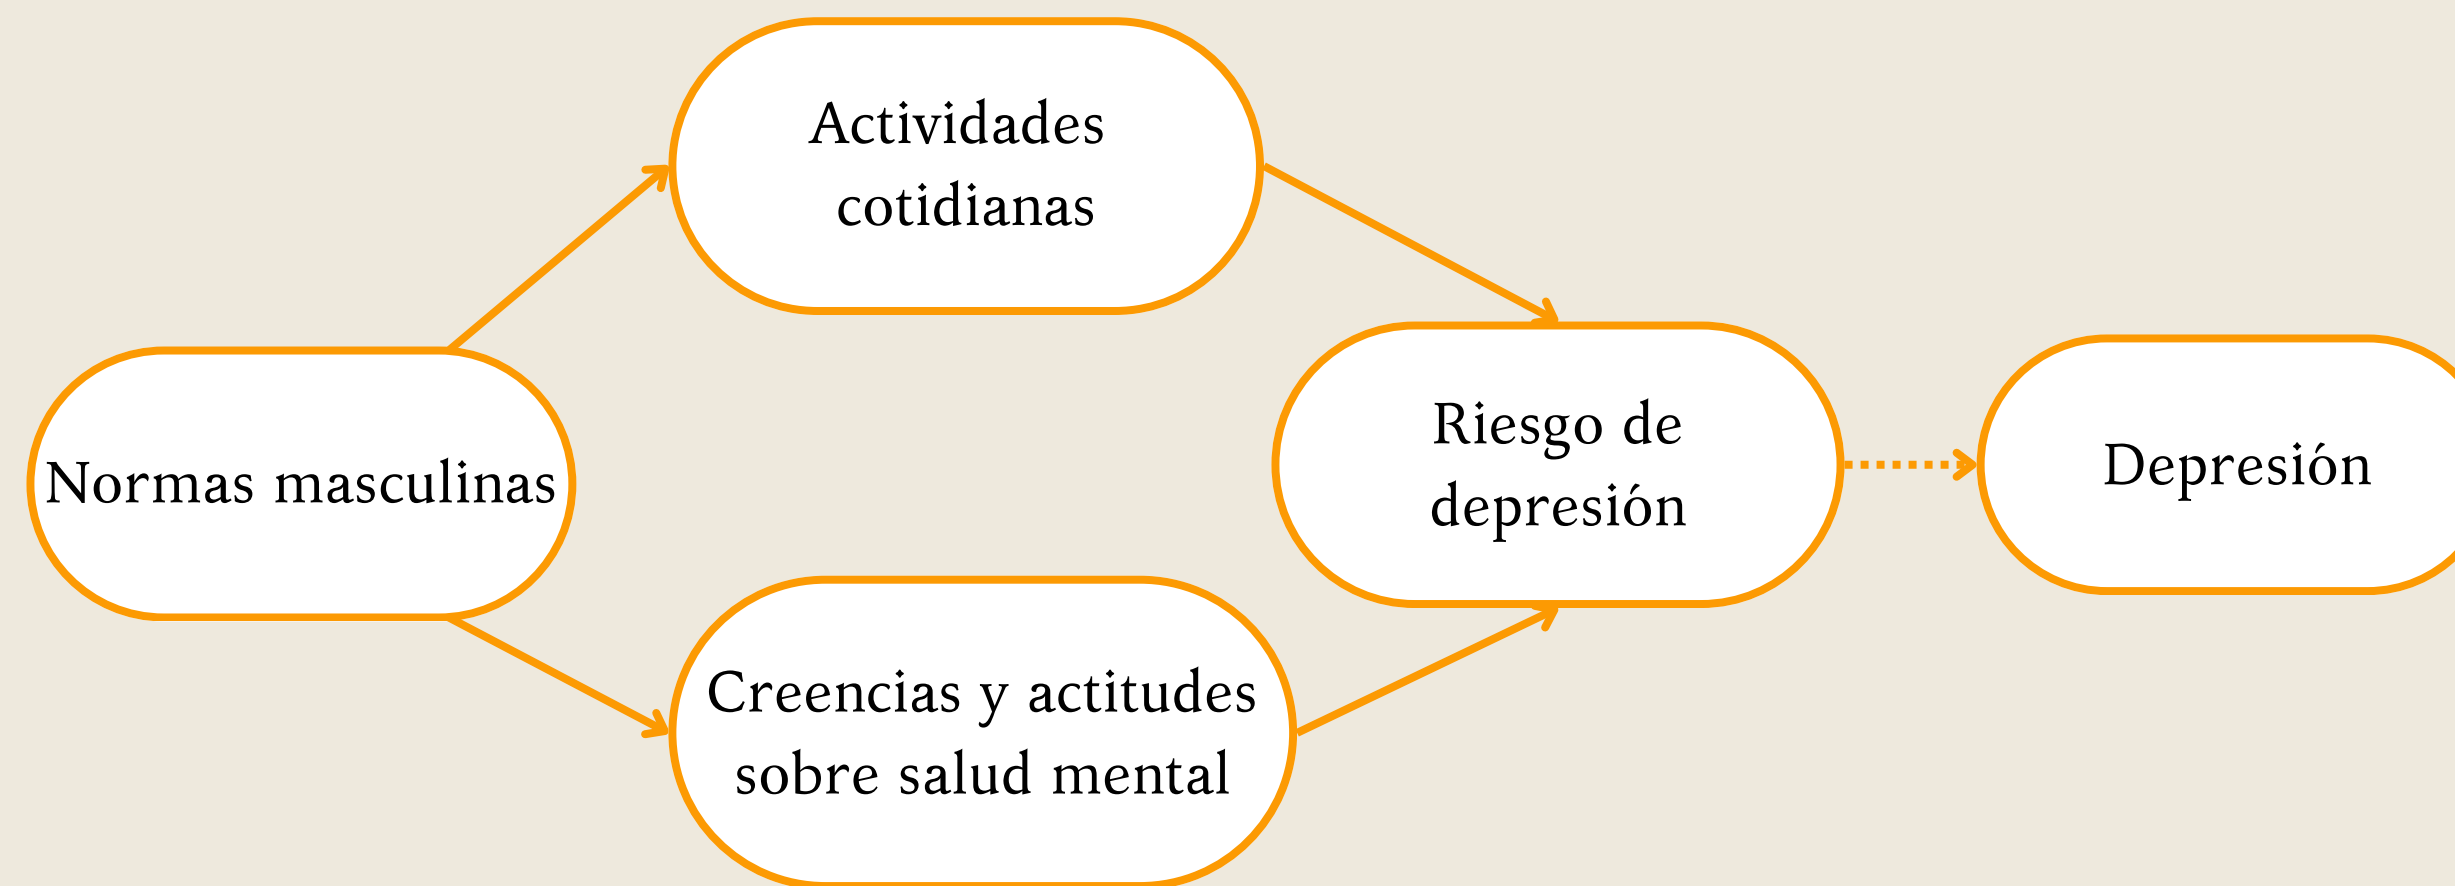 Actividades
cotidianas
Normas masculinas
Riesgo de
depresión
Depresión
Creencias y actitudes
sobre salud mental